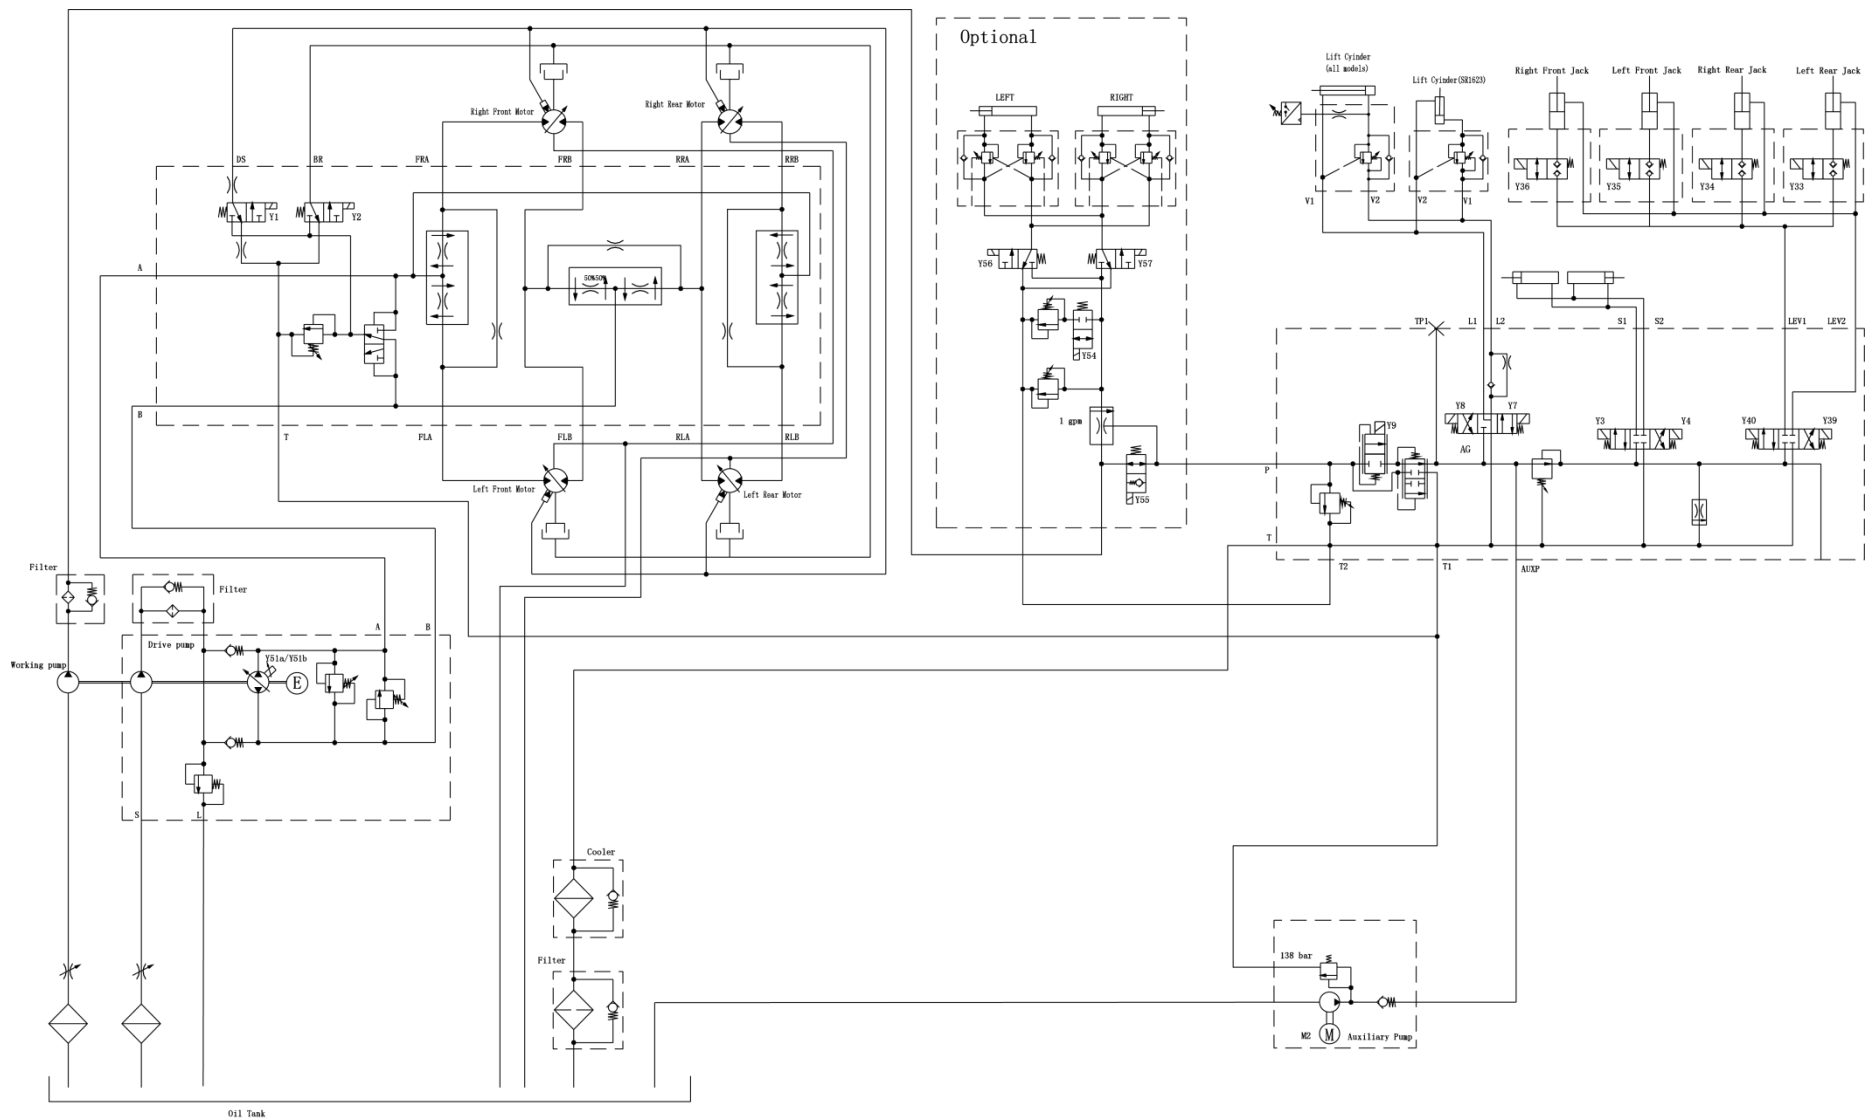 Optional
Lift Cyinder
(all models)
Lift Cyinder(SR1623)
Right Front Jack
Left Front Jack
Right Rear Jack
Left Rear Jack
LEFT
RIGHT
Right Front Motor
Right Rear Motor
DS
BR
FRA
FRB
RRA
RRB
Y1
Y2
Y36
Y35
Y34
Y33
V1
V2
V2
V1
A
50%50%
Y56
Y57
TP1
L1
L2
S1
S2
LEV1
LEV2
Y54
B
T
FLA
FLB
RLA
RLB
1 gpm
Y8
Y7
Y9
AG
Y3
Y4
Y40
Y39
P
Left Front Motor
Left Rear Motor
Y55
T
T2
T1
AUXP
Filter
Filter
A
B
Drive pump
Working pump
Y51a/Y51b
E
S
L
Cooler
Filter
138 bar
M2
M
Auxiliary Pump
Oil Tank